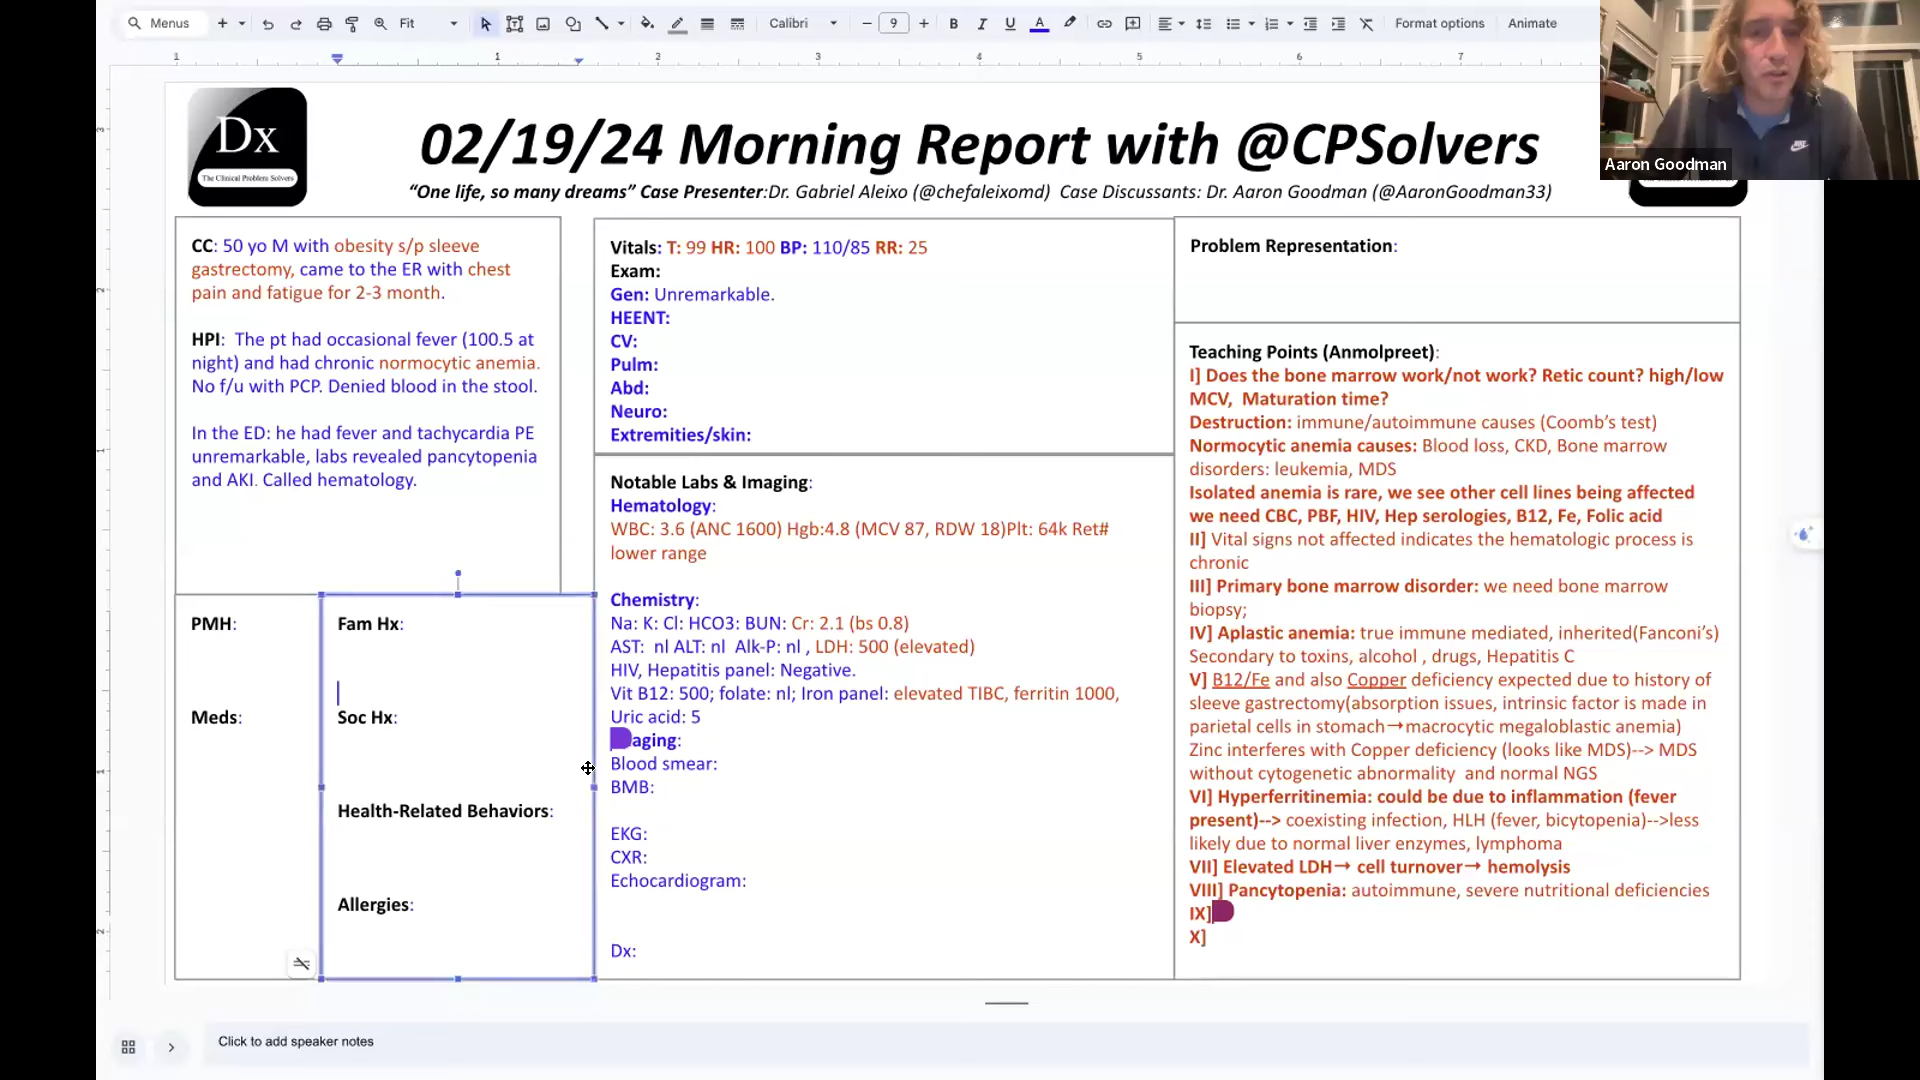 Menus
Fit
Calibri
9
B I U A
Format options
Animate
1 1 2 3 4 5 6 7
Aaron Goodman
Dx
The Clinical Problem Solvers
02/19/24 Morning Report with @CPSolvers
“One life, so many dreams” Case Presenter:Dr. Gabriel Aleixo (@chefaleixomd) Case Discussants: Dr. Aaron Goodman (@AaronGoodman33)
CC: 50 yo M with obesity s/p sleeve
gastrectomy, came to the ER with chest
pain and fatigue for 2-3 month.
HPI: The pt had occasional fever (100.5 at
night) and had chronic normocytic anemia.
No f/u with PCP. Denied blood in the stool.
In the ED: he had fever and tachycardia PE
unremarkable, labs revealed pancytopenia
and AKI. Called hematology.
PMH:
Meds:
Fam Hx:
Soc Hx:
Health-Related Behaviors:
Allergies:
Vitals: T: 99 HR: 100 BP: 110/85 RR: 25
Exam:
Gen: Unremarkable.
HEENT:
CV:
Pulm:
Abd:
Neuro:
Extremities/skin:
Notable Labs & Imaging:
Hematology:
WBC: 3.6 (ANC 1600) Hgb:4.8 (MCV 87, RDW 18)Plt: 64k Ret#
lower range
Chemistry:
Na: K: Cl: HCO3: BUN: Cr: 2.1 (bs 0.8)
AST: nl ALT: nl Alk-P: nl , LDH: 500 (elevated)
HIV, Hepatitis panel: Negative.
Vit B12: 500; folate: nl; Iron panel: elevated TIBC, ferritin 1000,
Uric acid: 5
aging:
Blood smear:
BMB:
EKG:
CXR:
Echocardiogram:
Dx:
Problem Representation:
Teaching Points (Anmolpreet):
I] Does the bone marrow work/not work? Retic count? high/low
MCV, Maturation time?
Destruction: immune/autoimmune causes (Coomb’s test)
Normocytic anemia causes: Blood loss, CKD, Bone marrow
disorders: leukemia, MDS
Isolated anemia is rare, we see other cell lines being affected
we need CBC, PBF, HIV, Hep serologies, B12, Fe, Folic acid
II] Vital signs not affected indicates the hematologic process is
chronic
III] Primary bone marrow disorder: we need bone marrow
biopsy;
IV] Aplastic anemia: true immune mediated, inherited(Fanconi’s)
Secondary to toxins, alcohol , drugs, Hepatitis C
V] B12/Fe and also Copper deficiency expected due to history of
sleeve gastrectomy(absorption issues, intrinsic factor is made in
parietal cells in stomach→macrocytic megaloblastic anemia)
Zinc interferes with Copper deficiency (looks like MDS)--> MDS
without cytogenetic abnormality and normal NGS
VI] Hyperferritinemia: could be due to inflammation (fever
present)--> coexisting infection, HLH (fever, bicytopenia)-->less
likely due to normal liver enzymes, lymphoma
VII] Elevated LDH→ cell turnover→ hemolysis
VIII] Pancytopenia: autoimmune, severe nutritional deficiencies
IX]
X]
Click to add speaker notes